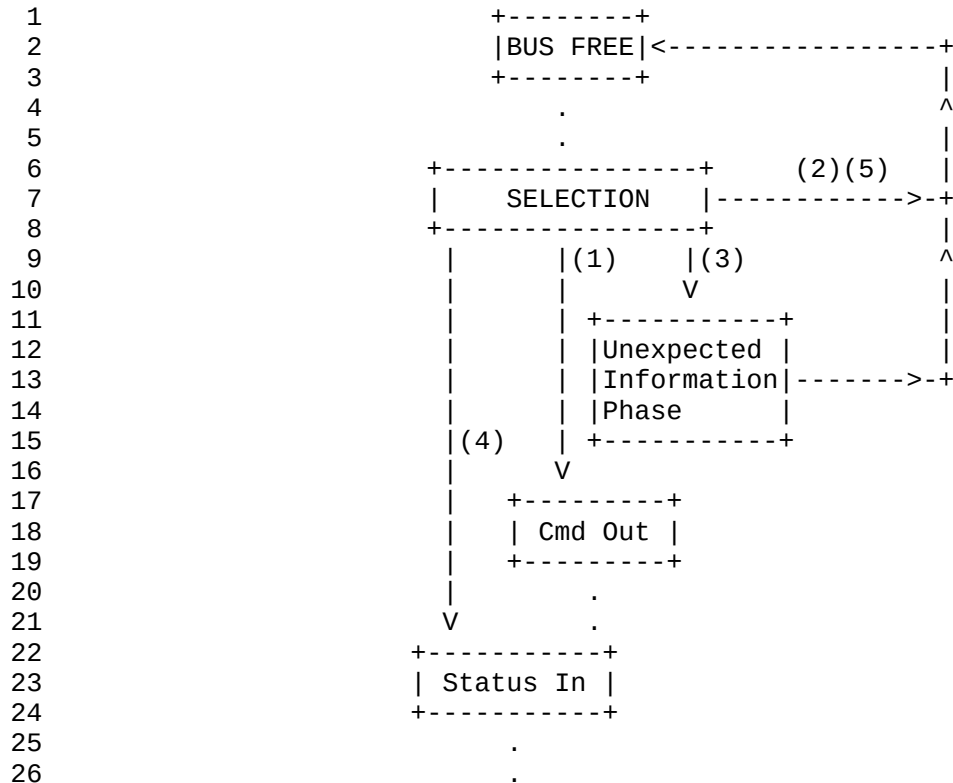 1                            +--------+
2                            |BUS FREE|<-----------------+
3                            +--------+                  |
4                                .                       ^
5                                .                       |
6                        +----------------+     (2)(5)   |
7                        |    SELECTION   |------------>-+
8                        +----------------+              |
9                         |      |(1)    |(3)            ^
10                         |      |       V               |
11                         |      | +-----------+         |
12                         |      | |Unexpected |         |
13                         |      | |Information|------->-+
14                         |      | |Phase      |
15                         |(4)   | +-----------+
16                         |      V
17                         |   +---------+
18                         |   | Cmd Out |
19                         |   +---------+
20                         |        .
21                         V        .
22                       +-----------+
23                       | Status In |
24                       +-----------+
25                             .
26                             .